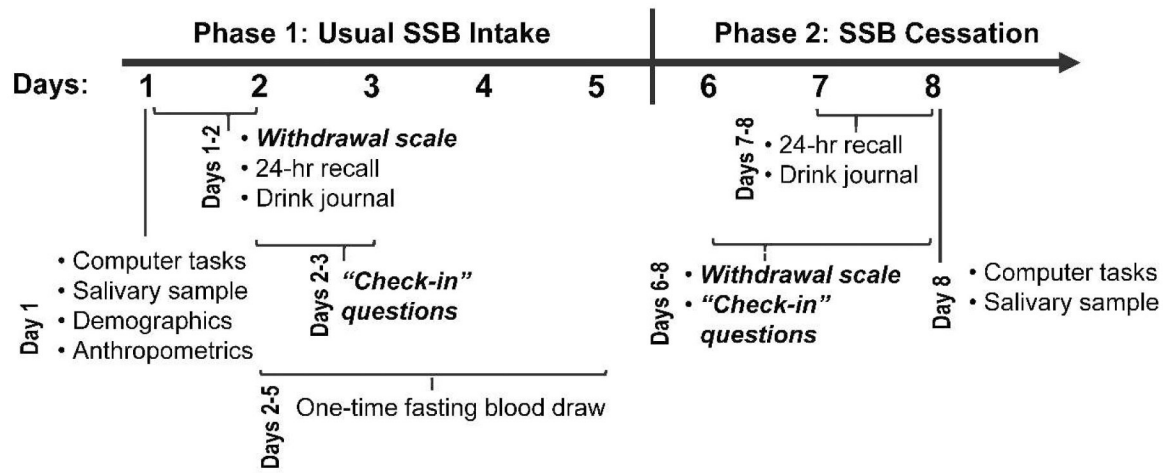 Phase 1: Usual SSB Intake
Phase 2: SSB Cessation
Days: 1 2 3 4 5 6 7 8
Days 1-2
• Withdrawal scale
• 24-hr recall
• Drink journal
Days 7-8
• 24-hr recall
• Drink journal
Day 1
• Computer tasks
• Salivary sample
• Demographics
• Anthropometrics
Days 2-3
“Check-in”
questions
Days 6-8
• Withdrawal scale
• “Check-in”
questions
Day 8
• Computer tasks
• Salivary sample
Days 2-5
One-time fasting blood draw